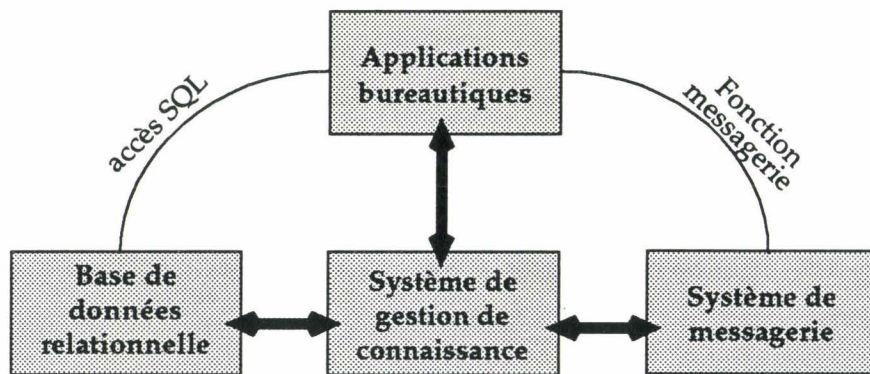 Applications
bureautiques
accès SQL
Fonction
messagerie
Base de
données
relationnelle
Système de
gestion de
connaissance
Système de
messagerie